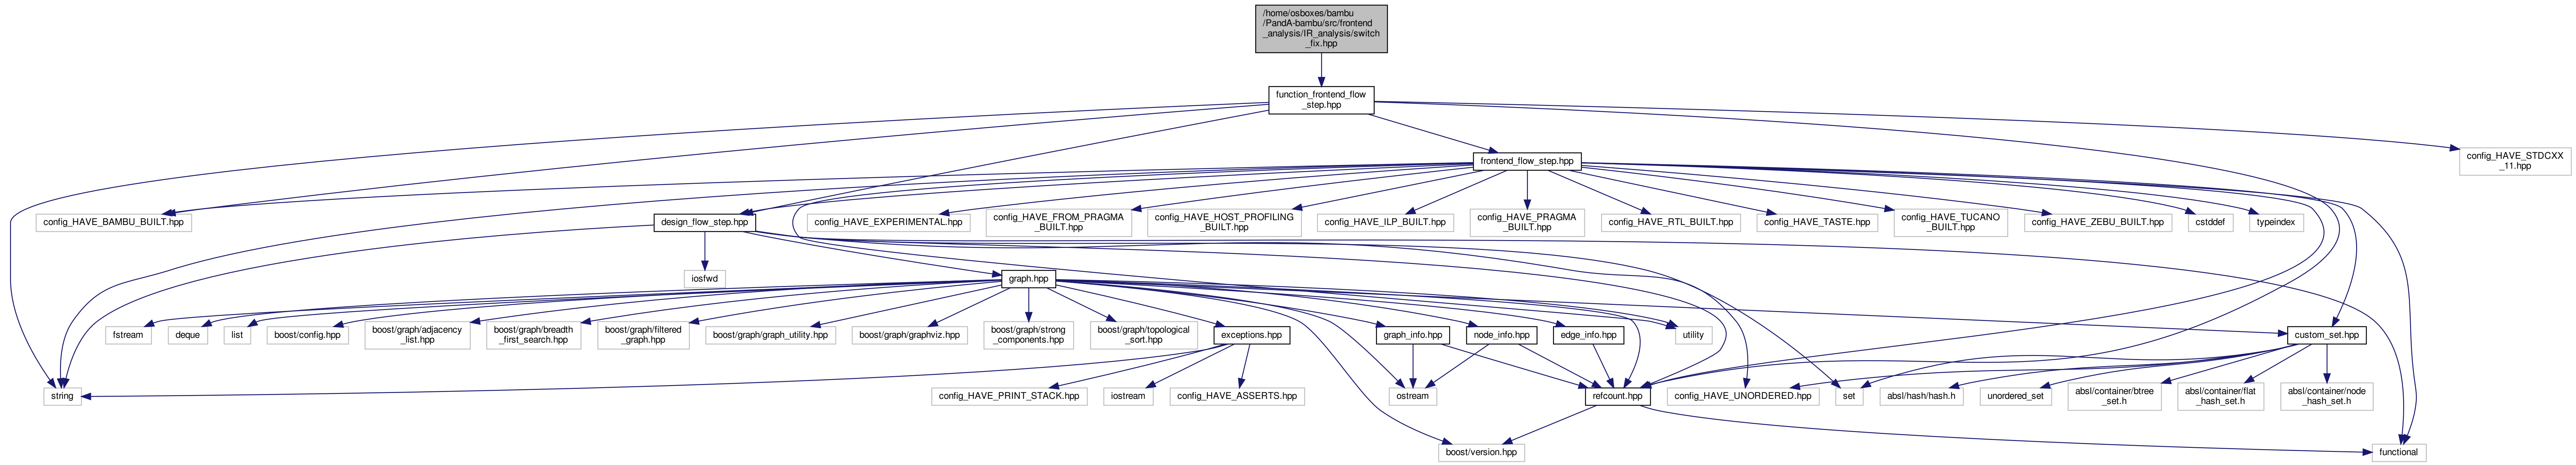 /home/osboxes/bambu
/PandA-bambu/src/frontend
_analysis/IR_analysis/switch
_fix.hpp
function_frontend_flow
_step.hpp
frontend_flow_step.hpp
config_HAVE_STDCXX
_11.hpp
config_HAVE_BAMBU_BUILT.hpp
design_flow_step.hpp
config_HAVE_EXPERIMENTAL.hpp
config_HAVE_FROM_PRAGMA
_BUILT.hpp
config_HAVE_HOST_PROFILING
_BUILT.hpp
config_HAVE_ILP_BUILT.hpp
config_HAVE_PRAGMA
_BUILT.hpp
config_HAVE_RTL_BUILT.hpp
config_HAVE_TASTE.hpp
config_HAVE_TUCANO
_BUILT.hpp
config_HAVE_ZEBU_BUILT.hpp
cstddef
typeindex
iosfwd
graph.hpp
fstream
deque
list
boost/config.hpp
boost/graph/adjacency
_list.hpp
boost/graph/breadth
_first_search.hpp
boost/graph/filtered
_graph.hpp
boost/graph/graph_utility.hpp
boost/graph/graphviz.hpp
boost/graph/strong
_components.hpp
boost/graph/topological
_sort.hpp
exceptions.hpp
graph_info.hpp
node_info.hpp
edge_info.hpp
utility
custom_set.hpp
string
config_HAVE_PRINT_STACK.hpp
iostream
config_HAVE_ASSERTS.hpp
ostream
refcount.hpp
config_HAVE_UNORDERED.hpp
set
absl/hash/hash.h
unordered_set
absl/container/btree
_set.h
absl/container/flat
_hash_set.h
absl/container/node
_hash_set.h
boost/version.hpp
functional